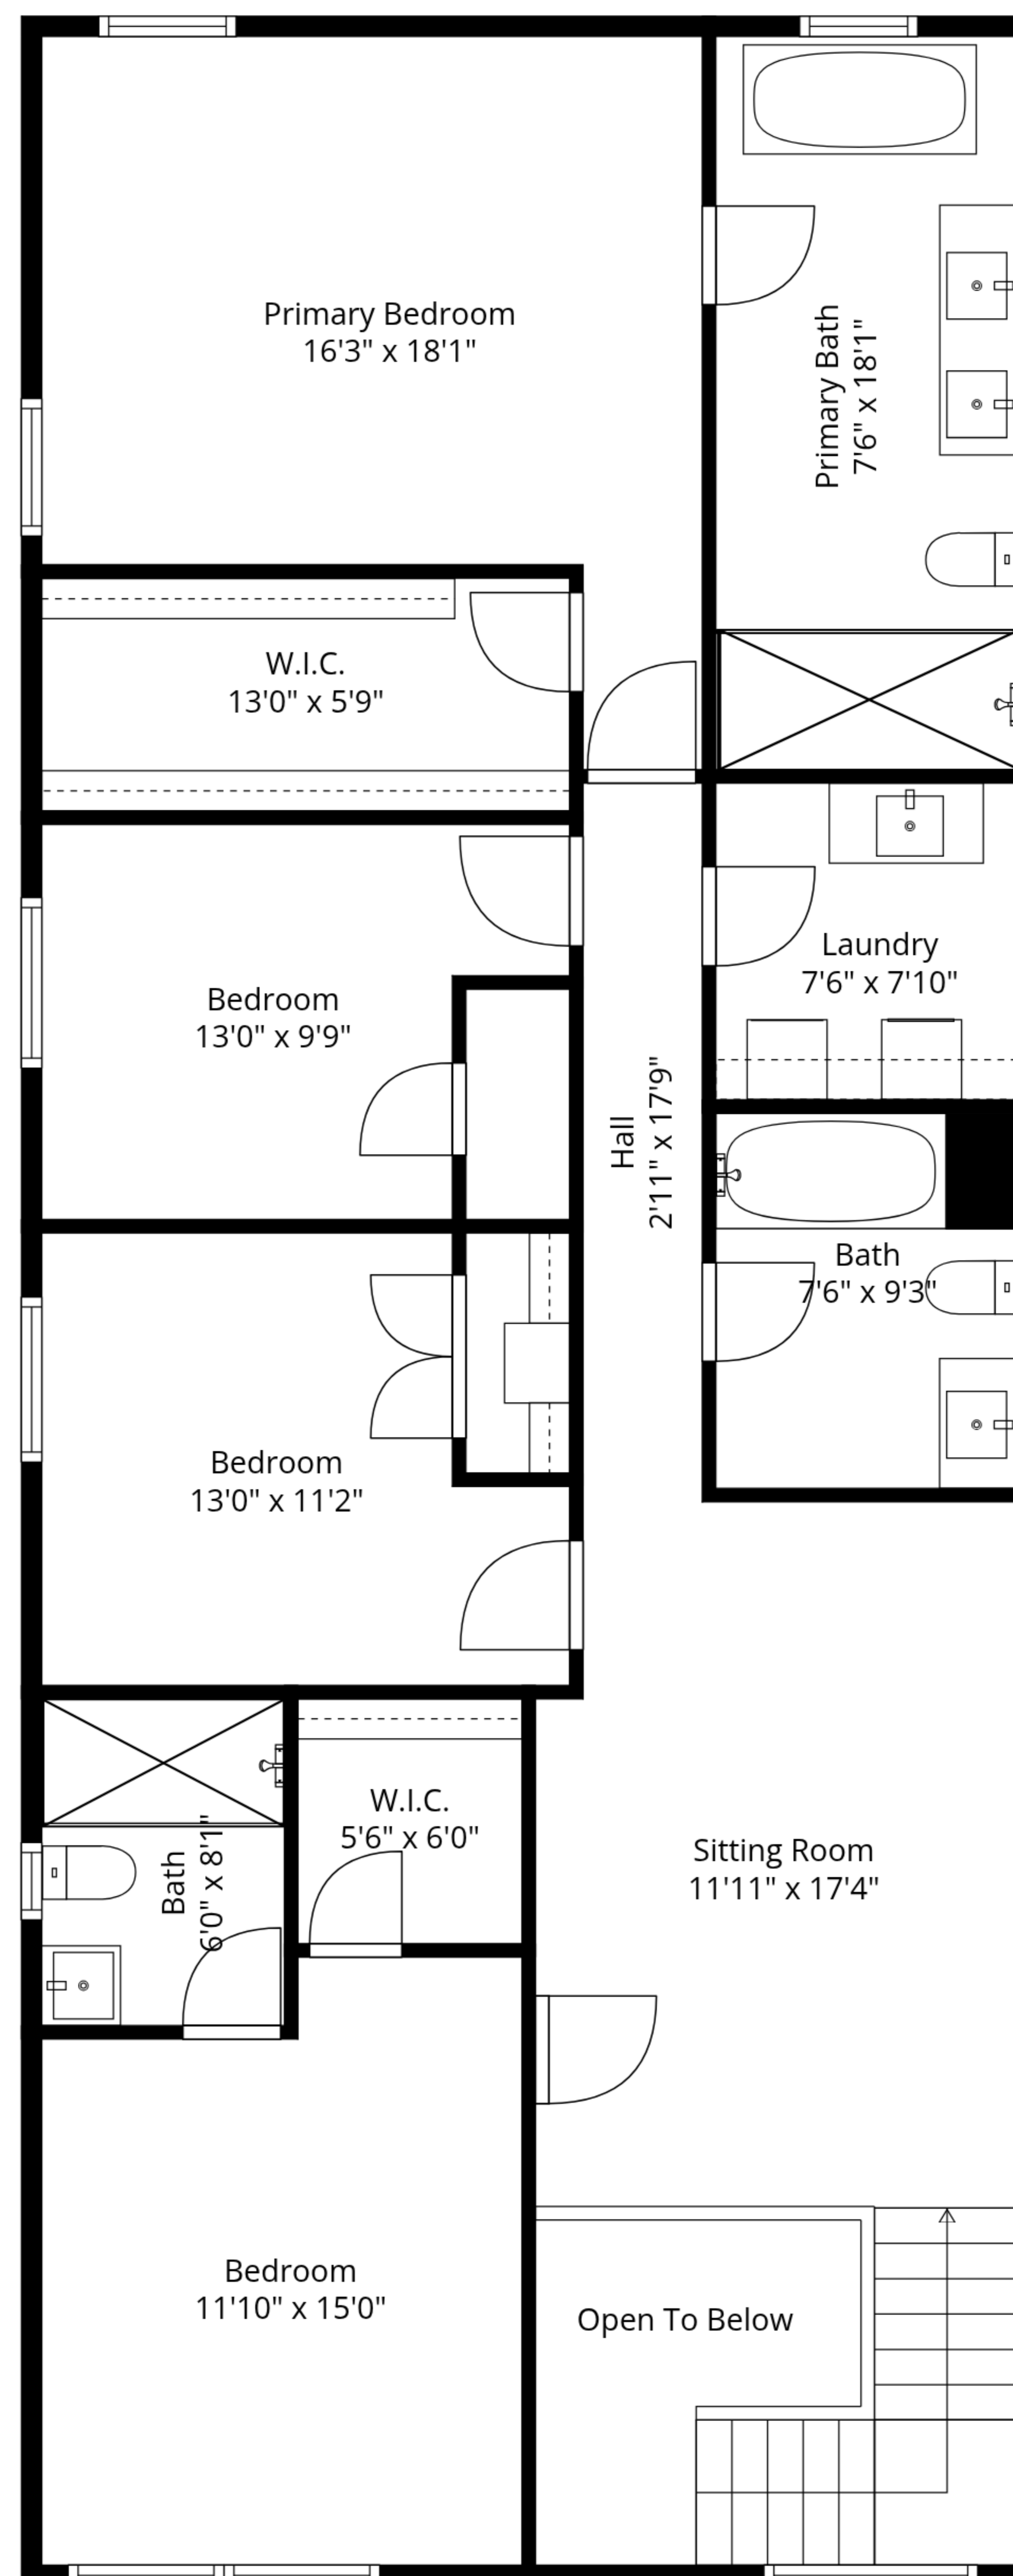 Primary Bedroom
16'3" x 18'1"
Primary Bath
7'6" x 18'1"
W.I.C.
13'0" x 5'9"
Laundry
7'6" x 7'10"
Bedroom
13'0" x 9'9"
Hall
2'11" x 17'9"
Bath
7'6" x 9'3"
Bedroom
13'0" x 11'2"
W.I.C.
5'6" x 6'0"
Bath
6'0" x 8'1"
Sitting Room
11'11" x 17'4"
Bedroom
11'10" x 15'0"
Open To Below